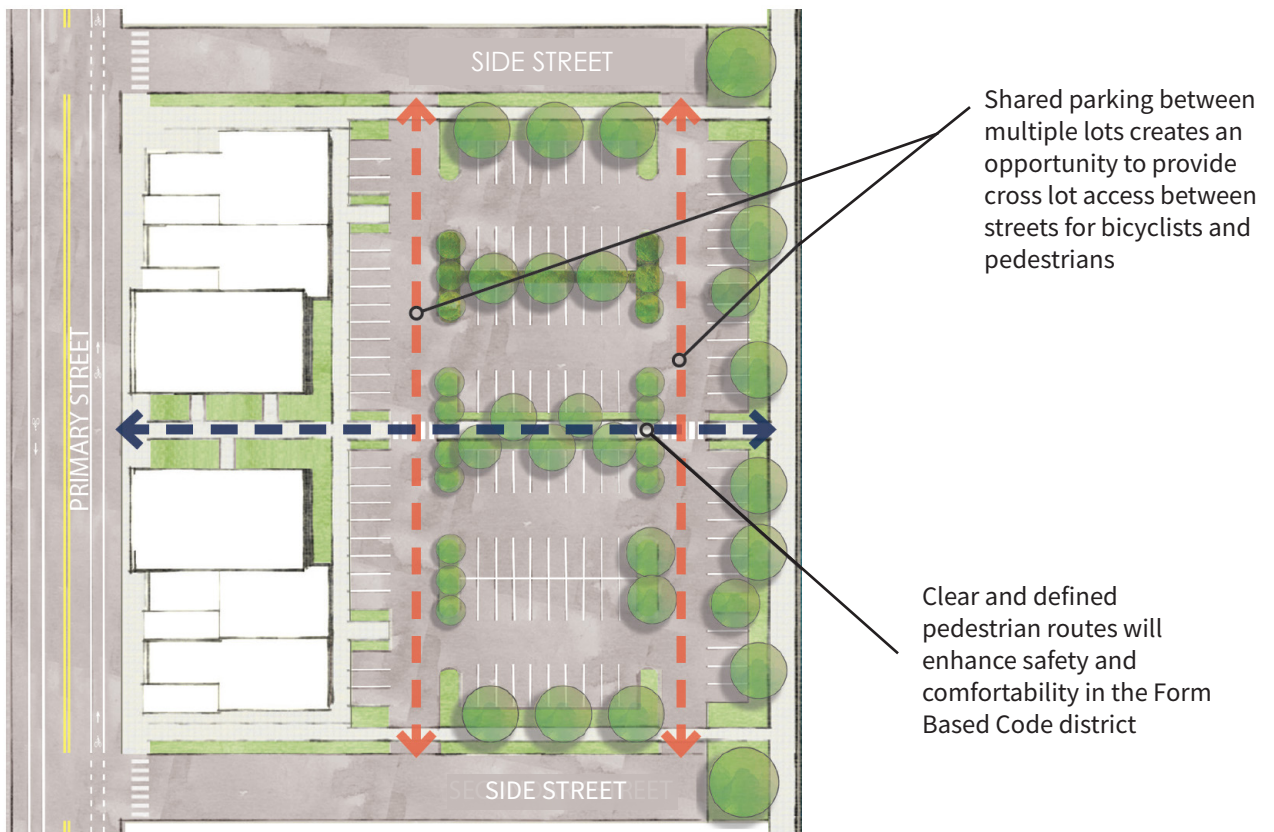 SIDE STREET
Shared parking between
multiple lots creates an
opportunity to provide
cross lot access between
streets for bicyclists and
pedestrians
PRIMARY STREET
Clear and defined
pedestrian routes will
enhance safety and
comfortability in the Form
Based Code district
SIDE STREET